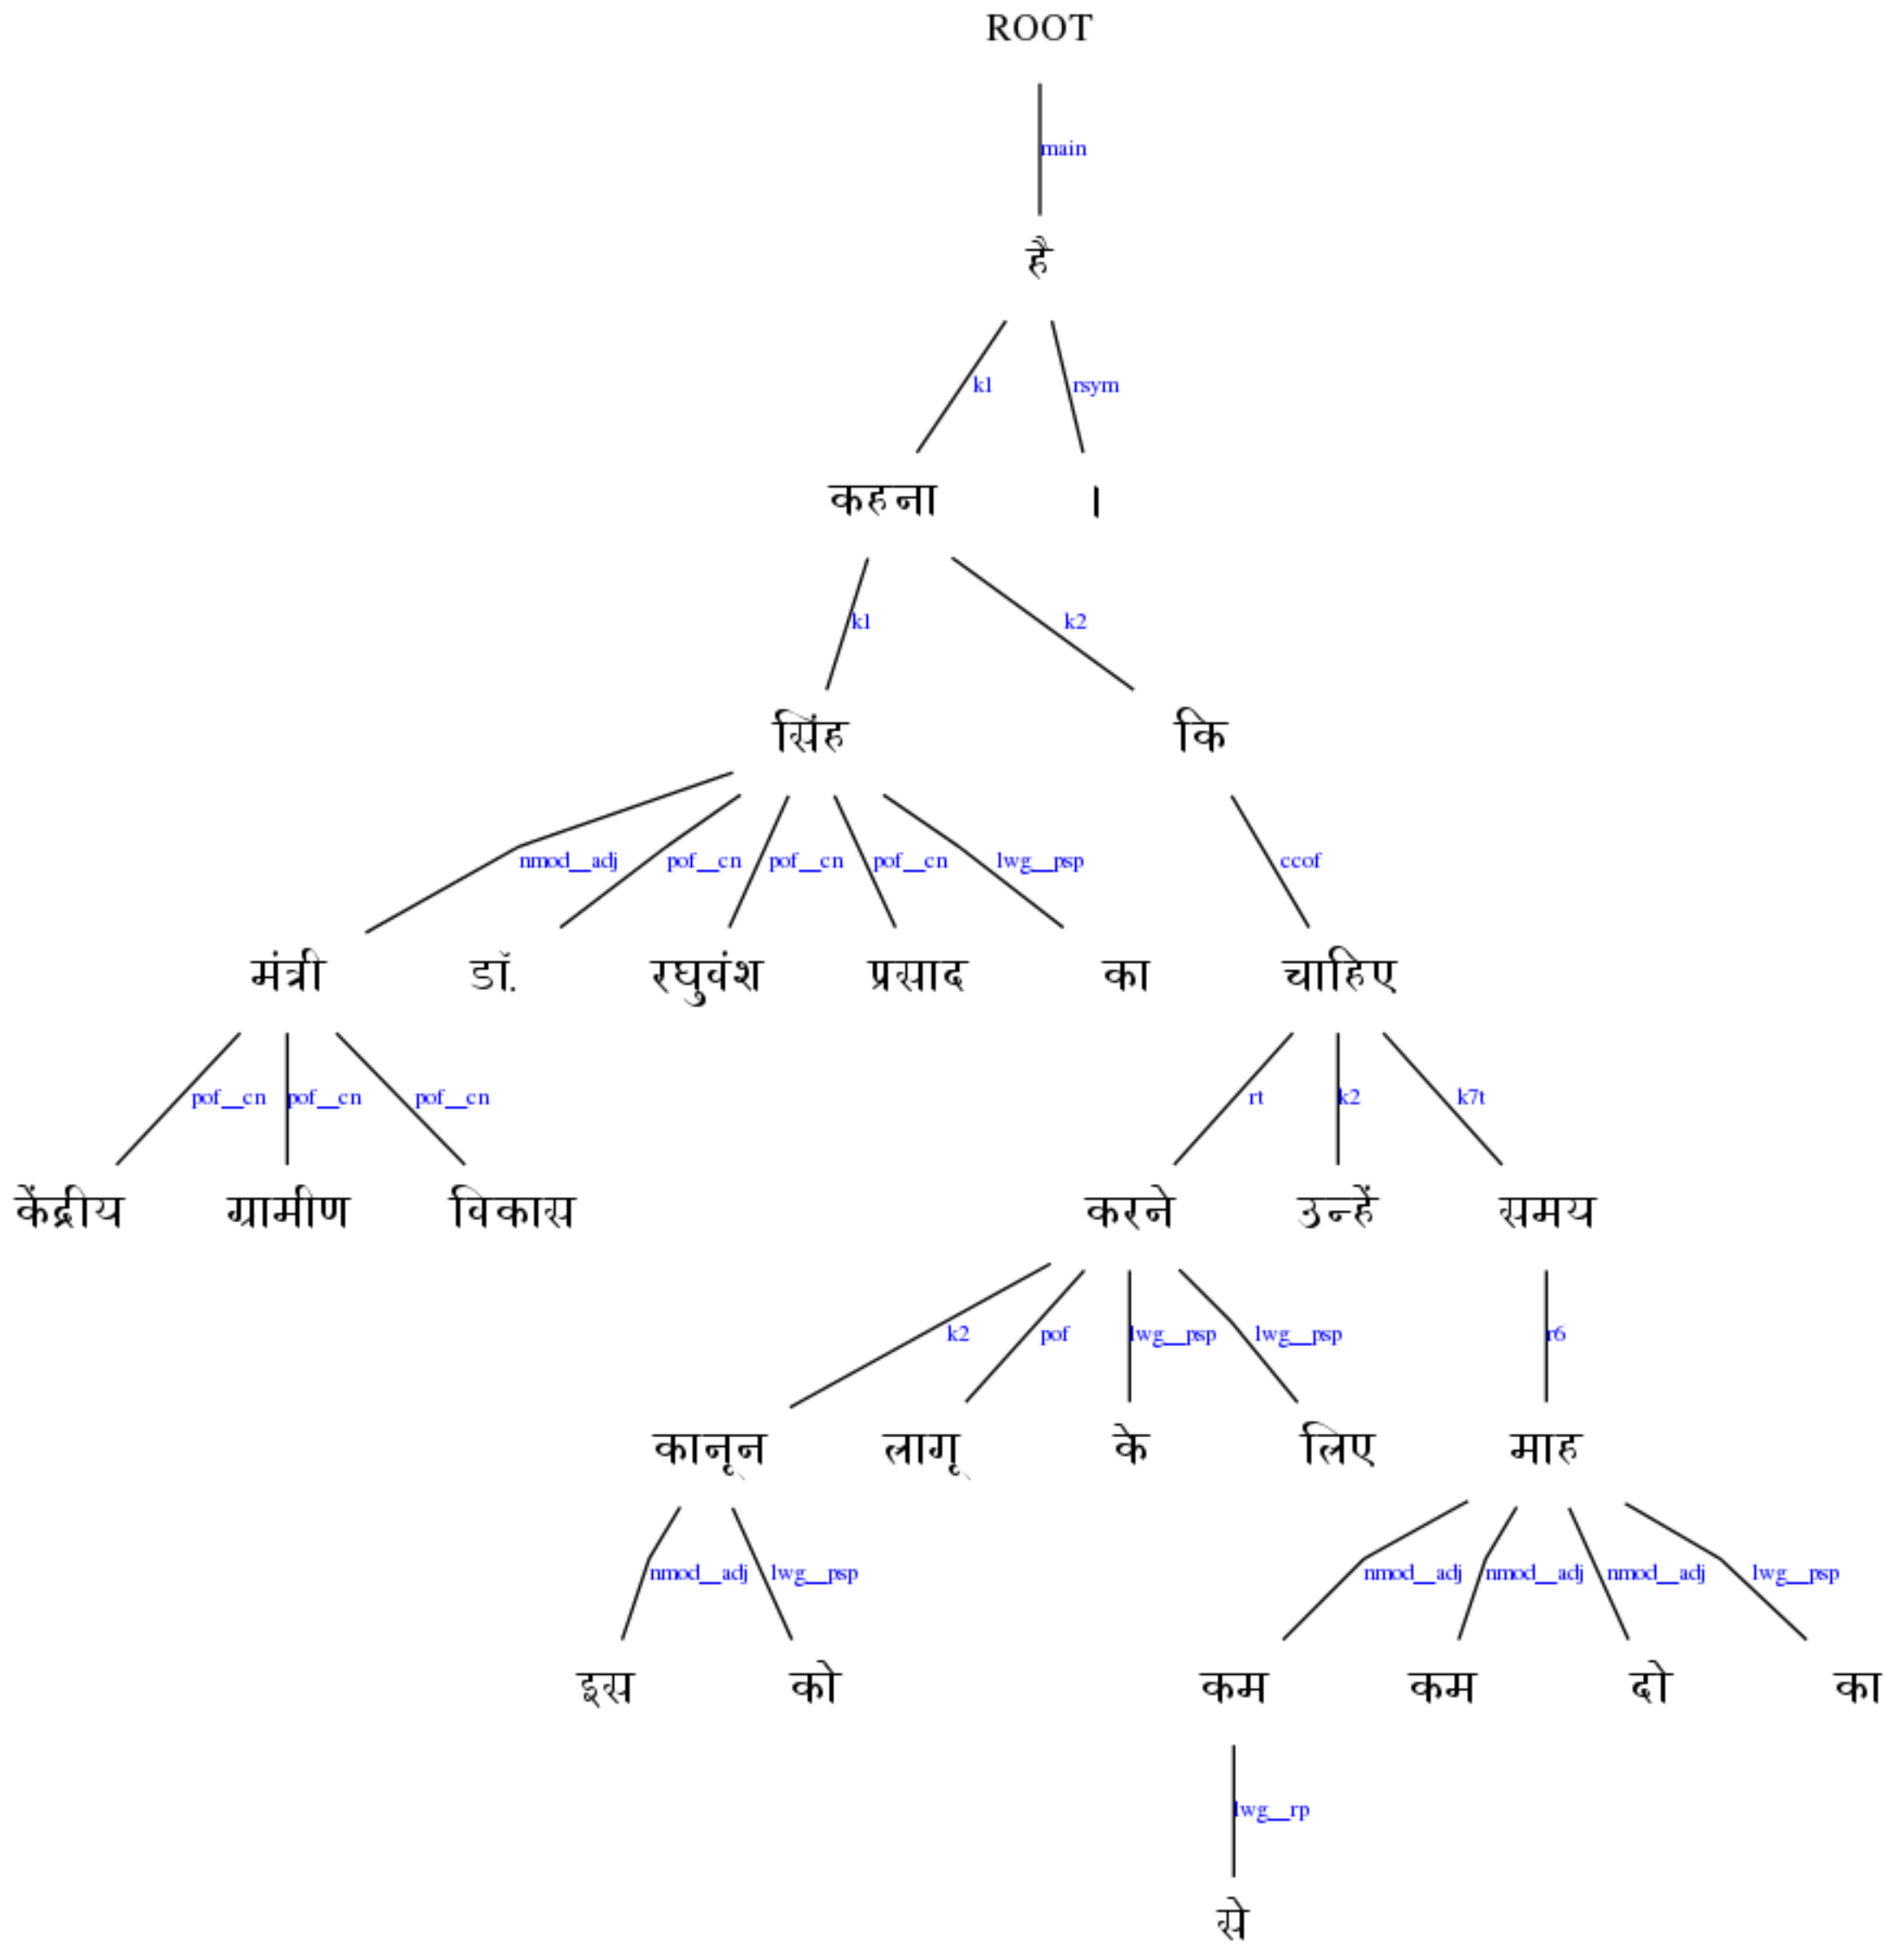 ROOT
main
है
k1 rsym
कहना ।
k1 k2
सिंह कि
nmod__adj pof__cn pof__cn pof__cn lwg__psp ccof
मंत्री डॉ. रघुवंश प्रसाद का चाहिए
pof__cn pof__cn pof__cn rt k2 k7t
केंद्रीय ग्रामीण विकास करने उन्हें समय
k2 pof lwg__psp lwg__psp r6
कानून लागू के लिए माह
nmod__adj lwg__psp nmod__adj nmod__adj nmod__adj lwg__psp
इस को कम कम दो का
lwg__rp
से